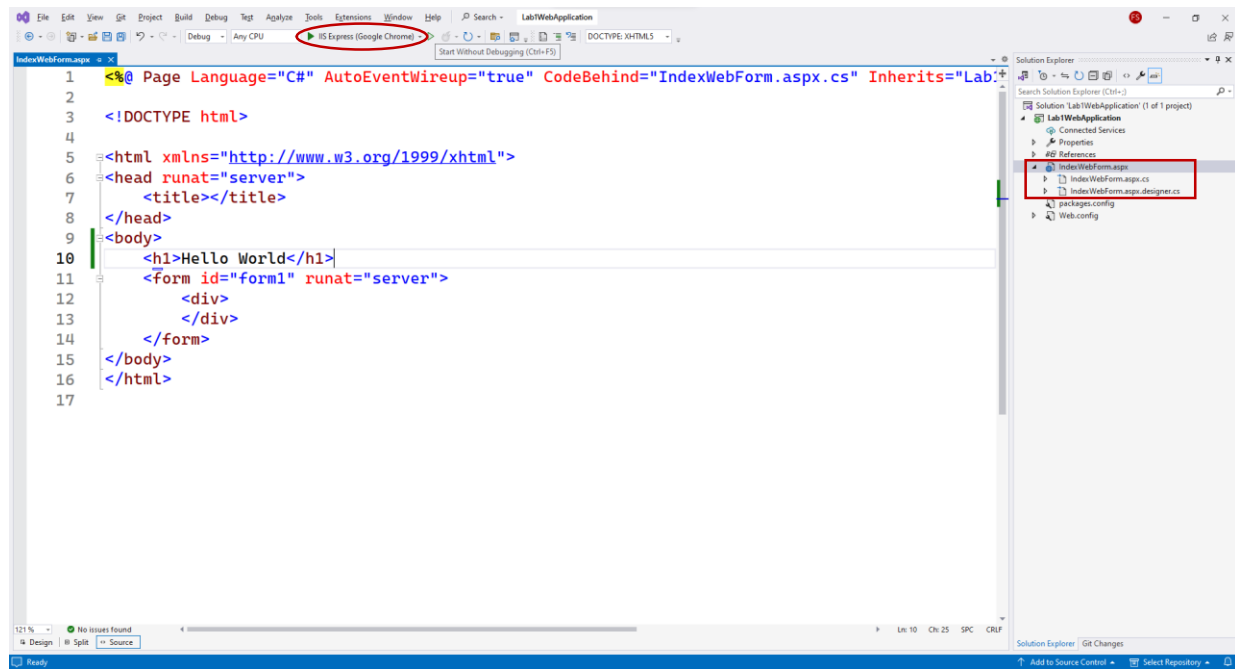 File Edit View Git Project Build Debug Test Analyze Tools Extensions Window Help Search Lab1WebApplication FS
Debug Any CPU IIS Express (Google Chrome) DOCTYPE: XHTML5
Start Without Debugging (Ctrl+F5)
IndexWebForm.aspx
1 <%@ Page Language="C#" AutoEventWireup="true" CodeBehind="IndexWebForm.aspx.cs" Inherits="Lab1
2
3 <!DOCTYPE html>
4
5 <html xmlns="http://www.w3.org/1999/xhtml">
6 <head runat="server">
7 <title></title>
8 </head>
9 <body>
10 <h1>Hello World</h1>
11 <form id="form1" runat="server">
12 <div>
13 </div>
14 </form>
15 </body>
16 </html>
17
121 % No issues found Ln: 10 Ch: 25 SPC CRLF
Design Split Source
Solution Explorer
Search Solution Explorer (Ctrl+;)
Solution 'Lab1WebApplication' (1 of 1 project)
Lab1WebApplication
Connected Services
Properties
References
IndexWebForm.aspx
IndexWebForm.aspx.cs
IndexWebForm.aspx.designer.cs
packages.config
Web.config
Solution Explorer Git Changes
Ready Add to Source Control Select Repository